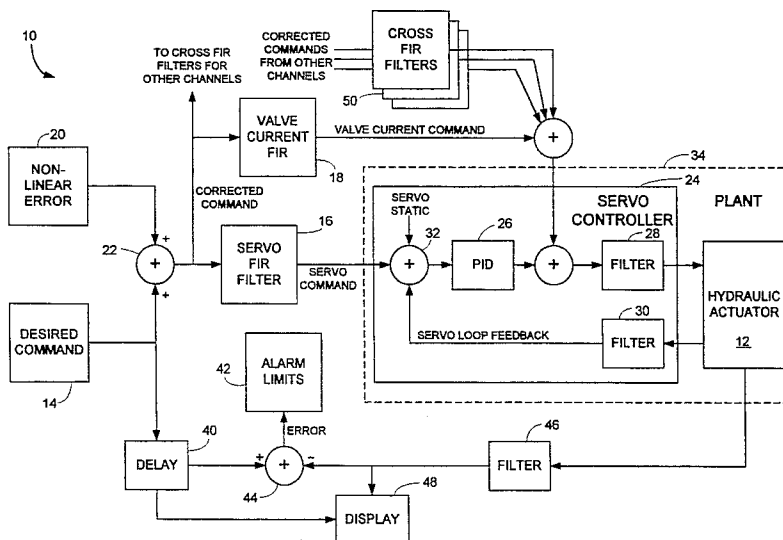 10
TO CROSS FIR
FILTERS FOR
OTHER CHANNELS
CORRECTED
COMMANDS
FROM OTHER
CHANNELS
CROSS
FIR
FILTERS
50
20
NON-
LINEAR
ERROR
VALVE
CURRENT
FIR
18
VALVE CURRENT COMMAND
+
34
24
CORRECTED
COMMAND
+
22
+
+
16
SERVO
FIR
FILTER
SERVO
COMMAND
SERVO
STATIC
+
32
26
PID
+
SERVO
CONTROLLER
28
FILTER
PLANT
HYDRAULIC
ACTUATOR
12
30
FILTER
SERVO LOOP FEEDBACK
DESIRED
COMMAND
14
42
ALARM
LIMITS
ERROR
40
DELAY
+
+
-
44
46
FILTER
48
DISPLAY